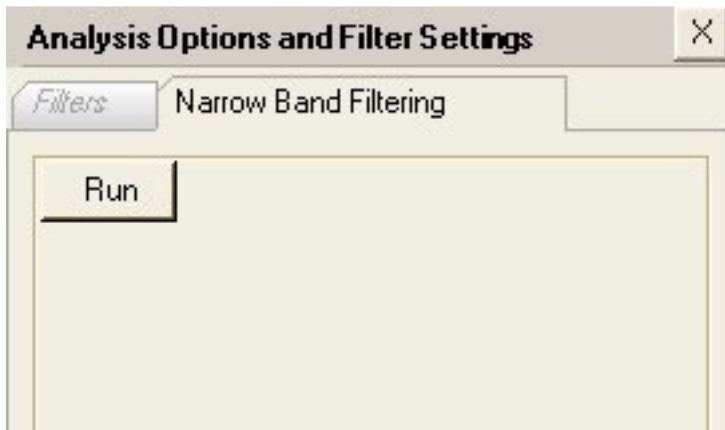 Analysis Options and Filter Settings
Filters Narrow Band Filtering
Run